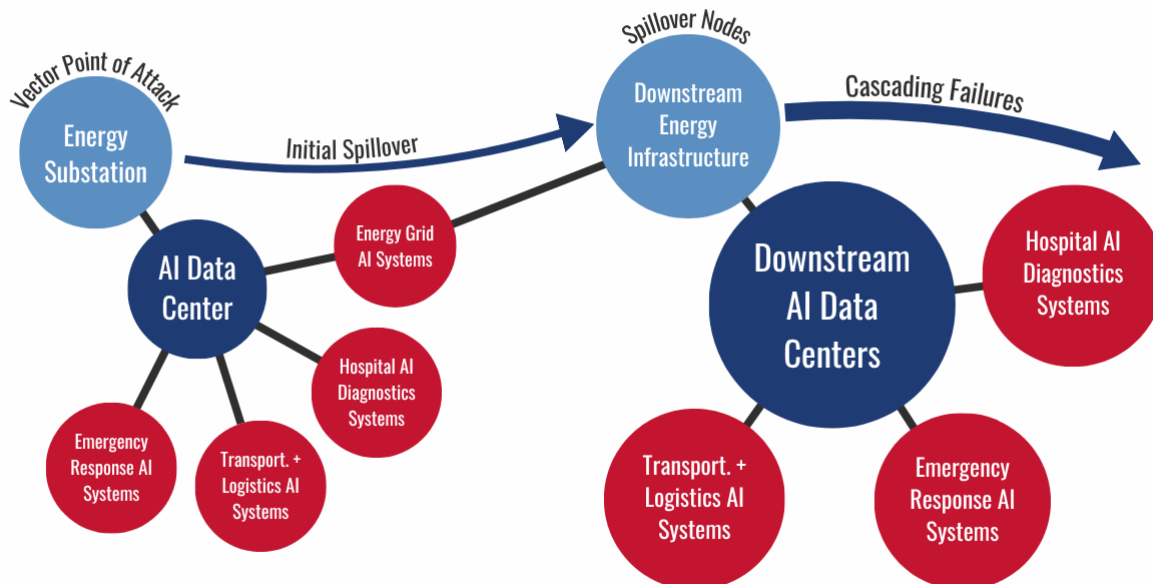 Vector Point of Attack
Energy
Substation
Initial Spillover
Spillover Nodes
Downstream
Energy
Infrastructure
Cascading Failures
AI Data
Center
Energy Grid
AI Systems
Hospital AI
Diagnostics
Systems
Transport. +
Logistics AI
Systems
Emergency
Response AI
Systems
Downstream
AI Data
Centers
Hospital AI
Diagnostics
Systems
Transport. +
Logistics AI
Systems
Emergency
Response AI
Systems